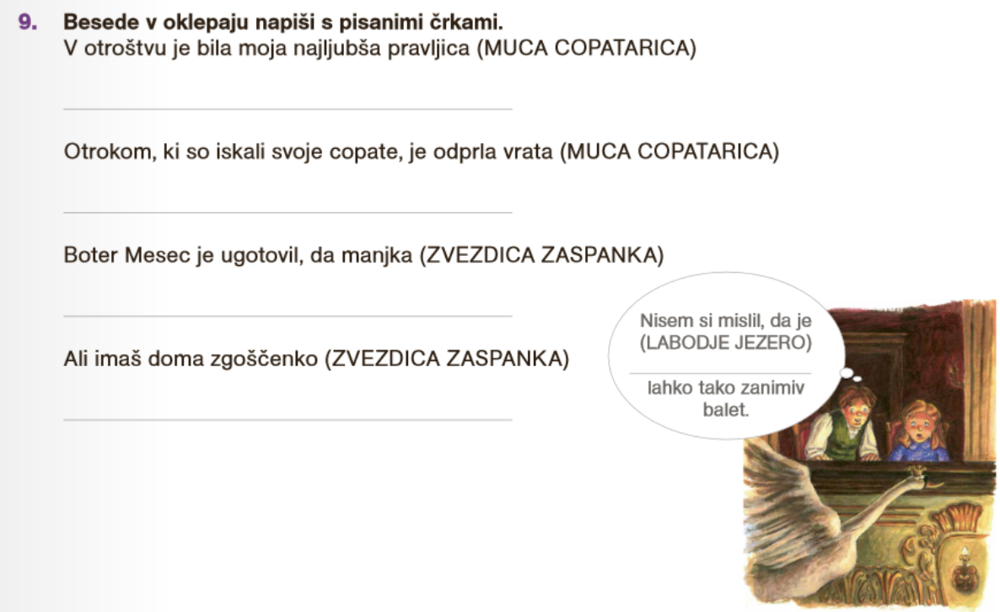 9. Besede v oklepaju napiši s pisanimi črkami.
V otroštvu je bila moja najljubša pravljica (MUCA COPATARICA)
Otrokom, ki so iskali svoje copate, je odprla vrata (MUCA COPATARICA)
Boter Mesec je ugotovil, da manjka (ZVEZDICA ZASPANKA)
Ali imaš doma zgoščenko (ZVEZDICA ZASPANKA)
Nisem si mislil, da je
(LABODJE JEZERO)
lahko tako zanimiv
balet.